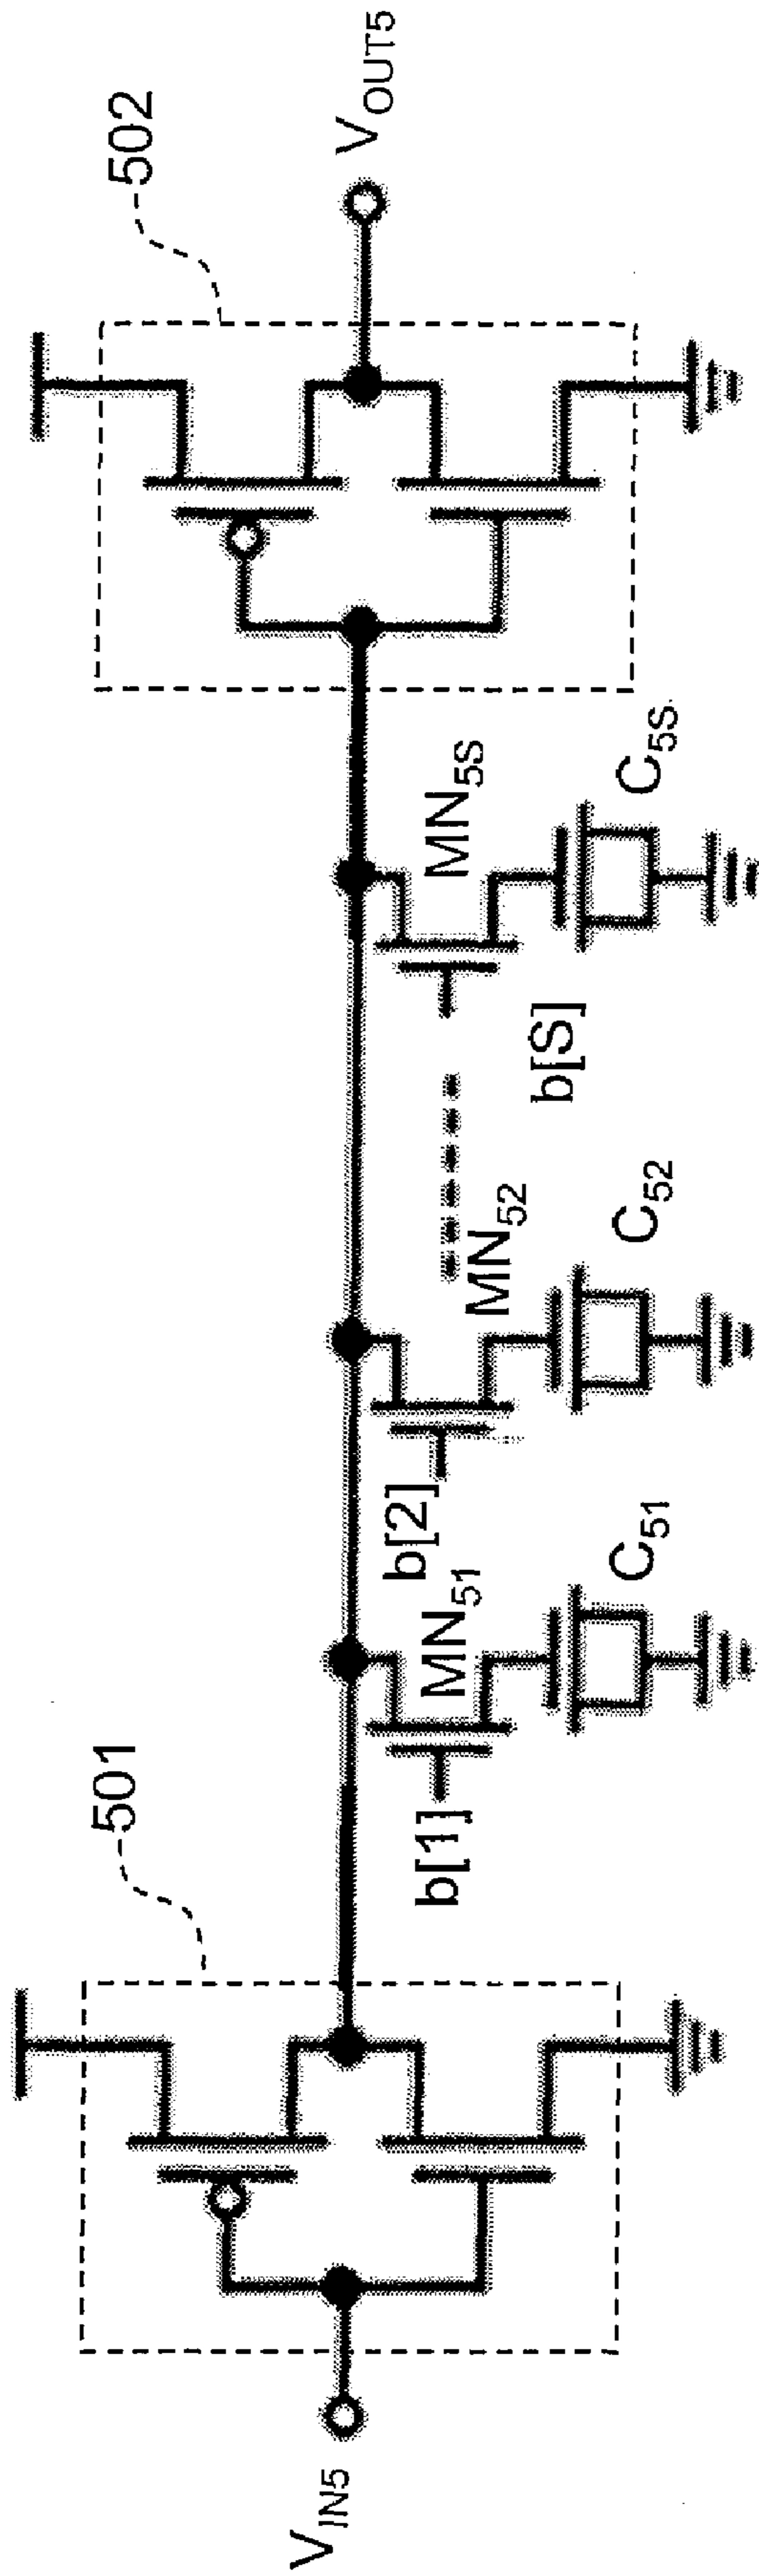 501
502
V_IN5
V_OUT5
b[1]
MN_51
C_51
b[2]
MN_52
C_52
b[S]
MN_5S
C_5S